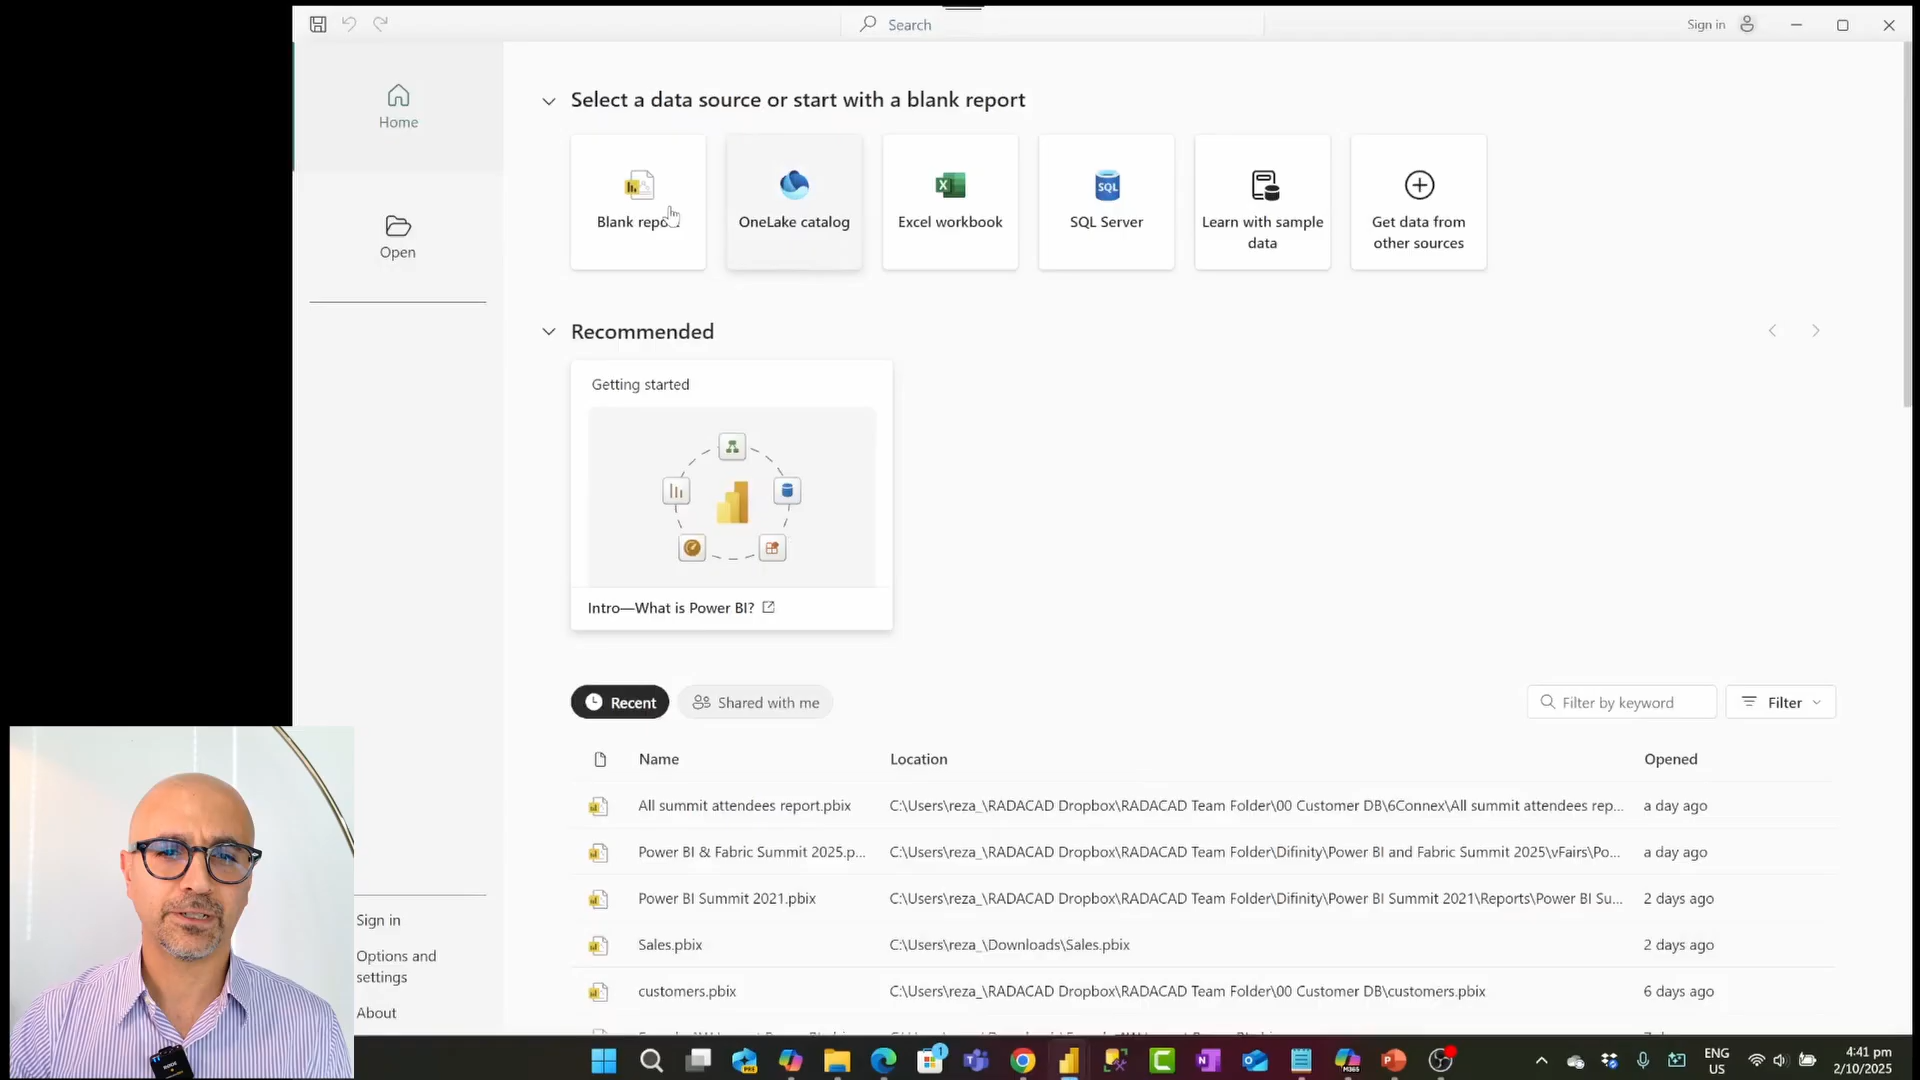 Search
Sign in
Home
Open
Select a data source or start with a blank report
Blank repo
OneLake catalog
Excel workbook
SQL
SQL Server
Learn with sample
data
Get data from
other sources
Recommended
Getting started
Intro—What is Power BI?
Recent
Shared with me
Filter by keyword
Filter
Name Location Opened
All summit attendees report.pbix C:\Users\reza_\RADACAD Dropbox\RADACAD Team Folder\00 Customer DB\6Connex\All summit attendees rep... a day ago
Power BI & Fabric Summit 2025.p... C:\Users\reza_\RADACAD Dropbox\RADACAD Team Folder\Difinity\Power BI and Fabric Summit 2025\vFairs\Po... a day ago
Power BI Summit 2021.pbix C:\Users\reza_\RADACAD Dropbox\RADACAD Team Folder\Difinity\Power BI Summit 2021\Reports\Power BI Su... 2 days ago
Sales.pbix C:\Users\reza_\Downloads\Sales.pbix 2 days ago
customers.pbix C:\Users\reza_\RADACAD Dropbox\RADACAD Team Folder\00 Customer DB\customers.pbix 6 days ago
Sign in
Options and
settings
About
PRE
1
M365
ENG
US
4:41 pm
2/10/2025